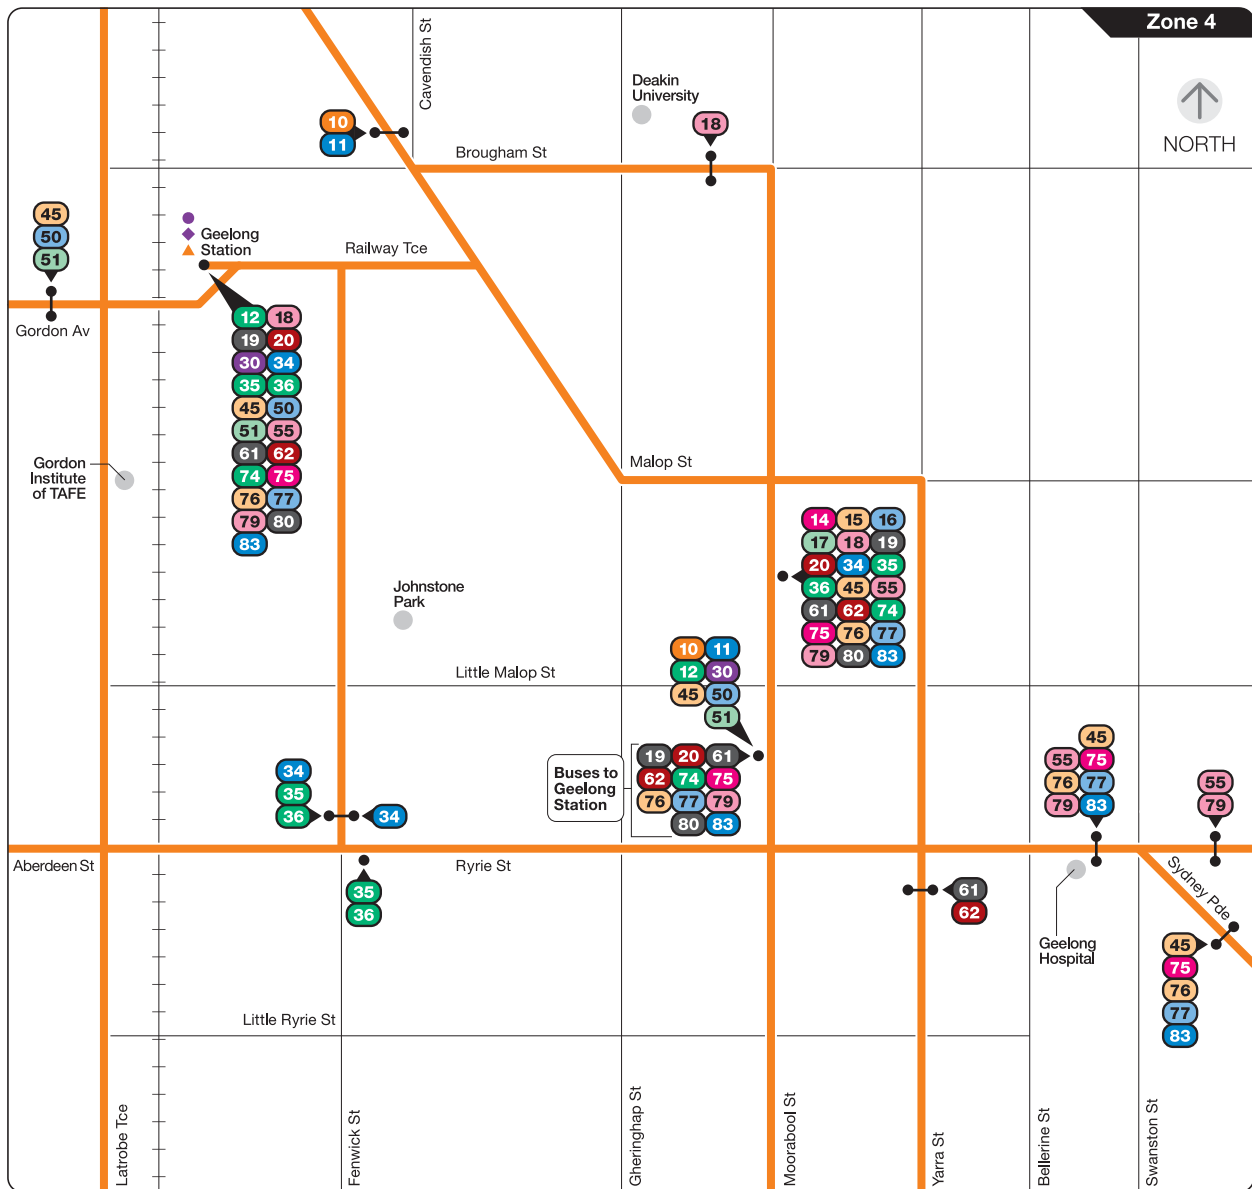 Zone 4
NORTH
Cavendish St
Deakin
University
10
11
18
Brougham St
45
50
51
Geelong
Station
Railway Tce
Gordon Av
12 18
19 20
30 34
35 36
45 50
51 55
61 62
74 75
76 77
79 80
83
Gordon
Institute
of TAFE
Malop St
14 15 16
17 18 19
20 34 35
36 45 55
61 62 74
75 76 77
79 80 83
Johnstone
Park
10 11
12 30
45 50
51
Little Malop St
Buses to
Geelong
Station
19 20 61
62 74 75
76 77 79
80 83
34
35
36
34
45
55 75
76 77
79 83
55
79
Aberdeen St
Ryrie St
Sydney Pde
35
36
61
62
Geelong
Hospital
45
75
76
77
83
Little Ryrie St
Latrobe Tce
Fenwick St
Gheringhap St
Moorabool St
Yarra St
Bellerine St
Swanston St